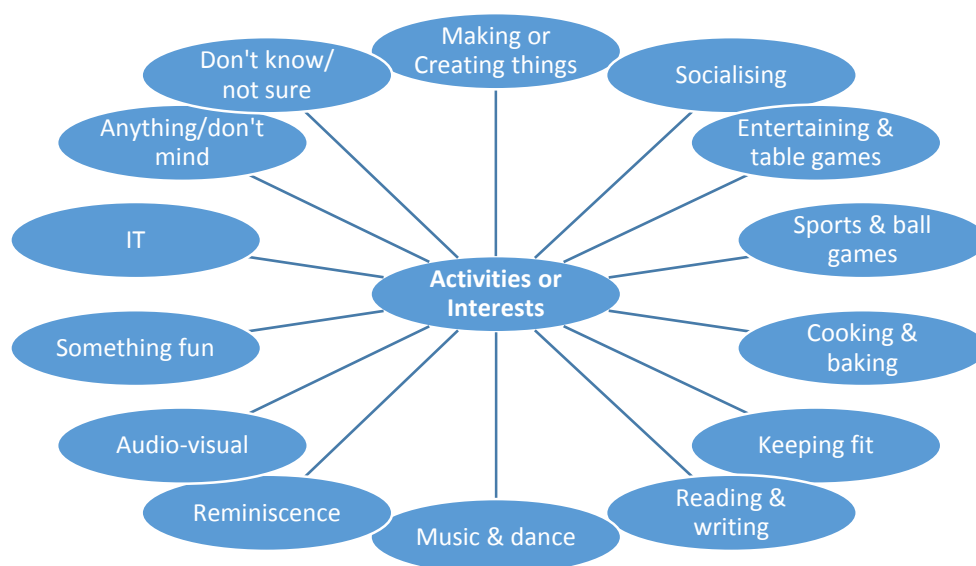 Making or
Creating things
Socialising
Entertaining &
table games
Sports & ball
games
Cooking &
baking
Keeping fit
Reading &
writing
Music & dance
Reminiscence
Audio-visual
Something fun
IT
Anything/don't
mind
Don't know/
not sure
Activities or
Interests